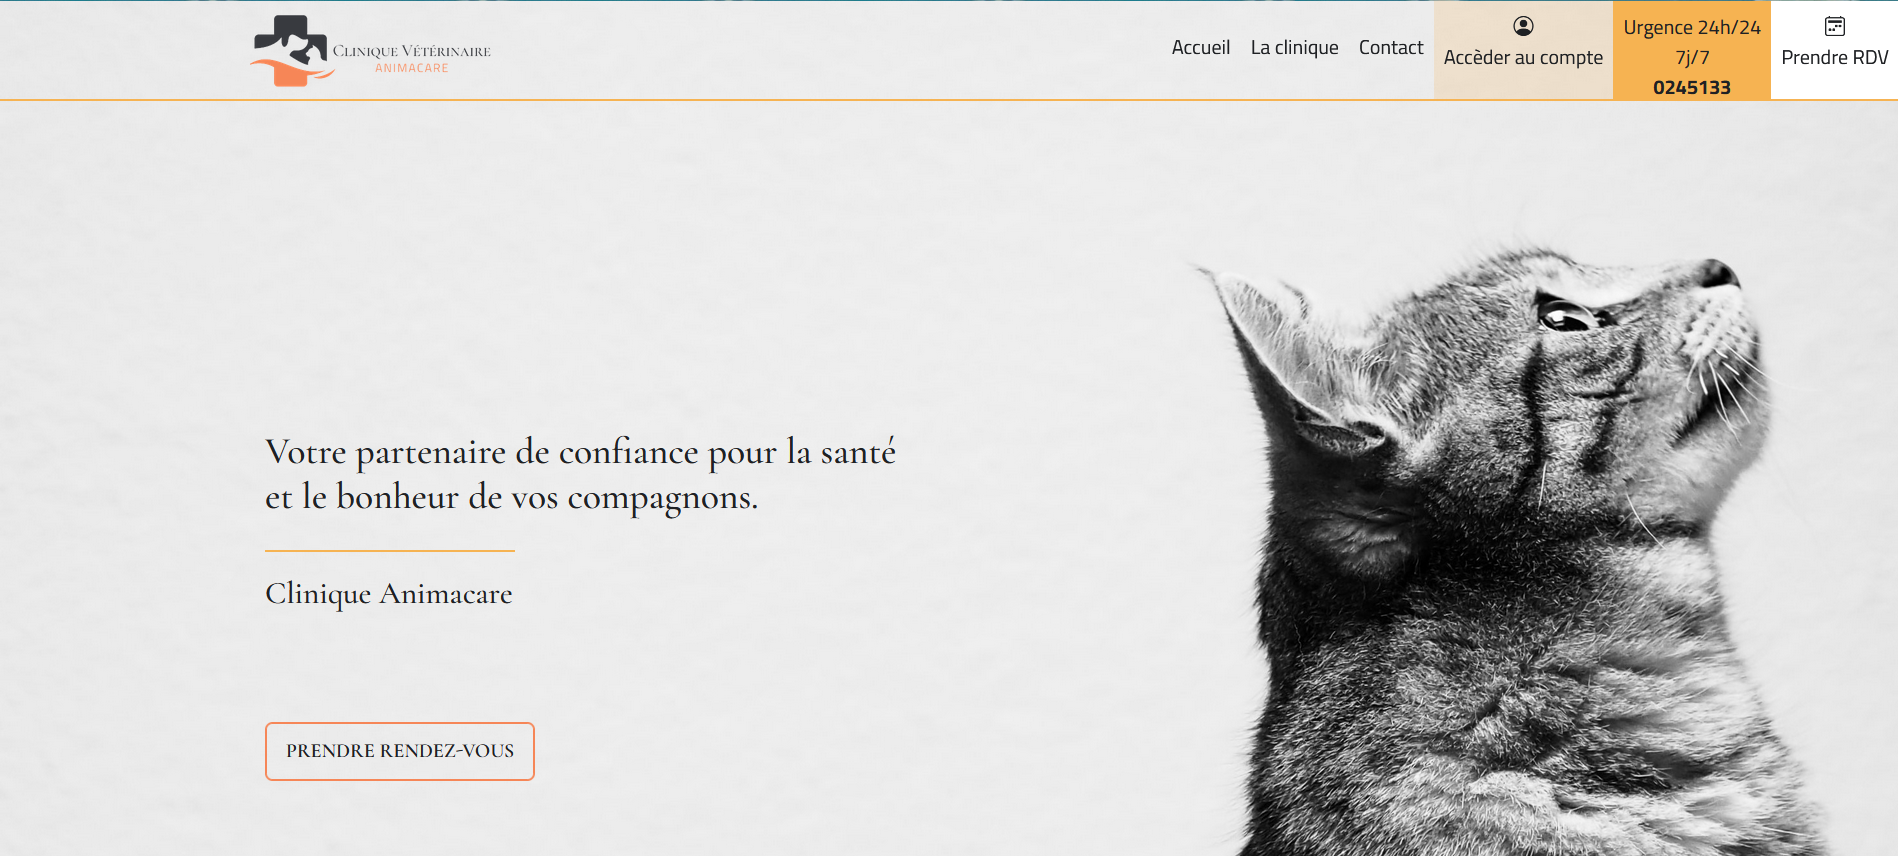 CLINIQUE VÉTÉRINAIRE
ANIMACARE
Accueil La clinique Contact
Accèder au compte
Urgence 24h/24
7j/7
0245133
Prendre RDV
Votre partenaire de confiance pour la santé
et le bonheur de vos compagnons.
Clinique Animacare
PRENDRE RENDEZ-VOUS